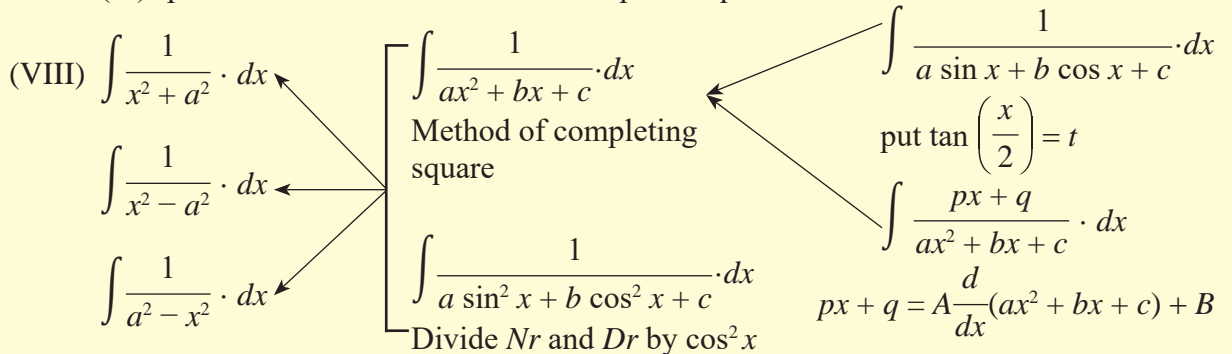 (VIII) ∫ 1/(x² + a²) · dx
∫ 1/(x² − a²) · dx
∫ 1/(a² − x²) · dx
∫ 1/(ax² + bx + c) · dx
Method of completing
square
∫ 1/(a sin² x + b cos² x + c) · dx
Divide Nr and Dr by cos² x
∫ 1/(a sin x + b cos x + c) · dx
put tan (x/2) = t
∫ (px + q)/(ax² + bx + c) · dx
px + q = A d/dx (ax² + bx + c) + B